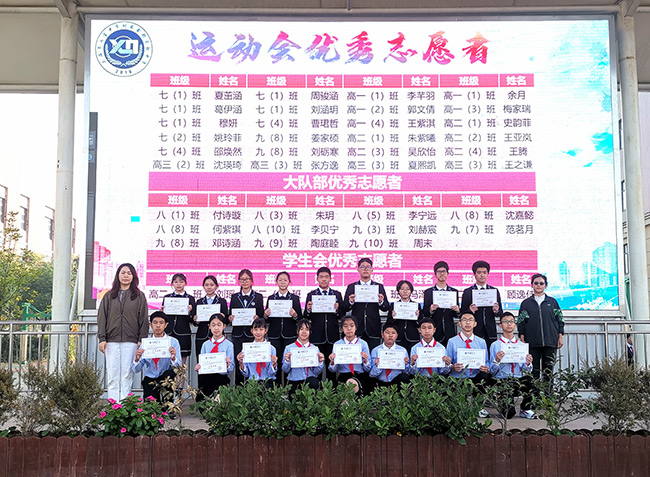 运动会优秀志愿者
班级 姓名 班级 姓名 班级 姓名 班级 姓名
七（1）班 夏茁涵 七（1）班 周骏涵 高一（1）班 李芊羽 高一（1）班 余月
七（1）班 葛伊涵 七（1）班 刘涵玥 高一（2）班 郭文倩 高一（3）班 梅家瑞
七（1）班 穆妍 七（4）班 曹珺哲 高一（4）班 王紫淇 高二（1）班 史韵菲
七（2）班 姚玲菲 九（8）班 姜家硕 高二（1）班 朱紫曦 高二（2）班 王亚岚
七（4）班 邵焕然 九（8）班 刘砺寒 高二（3）班 吴欣怡 高二（4）班 王腾
高三（2）班 沈瑛琦 高三（3）班 张方逸 高三（3）班 夏熙凯 高三（3）班 王之谦
大队部优秀志愿者
班级 姓名 班级 姓名 班级 姓名 班级 姓名
八（1）班 付诗璇 八（3）班 朱玥 八（5）班 李宁远 八（8）班 沈嘉懿
八（8）班 何紫琪 八（10）班 李贝宁 九（3）班 刘赫宸 九（7）班 范茗月
九（8）班 邓诗涵 九（9）班 陶庭睦 九（10）班 周末
学生会优秀志愿者
班级 姓名
高二